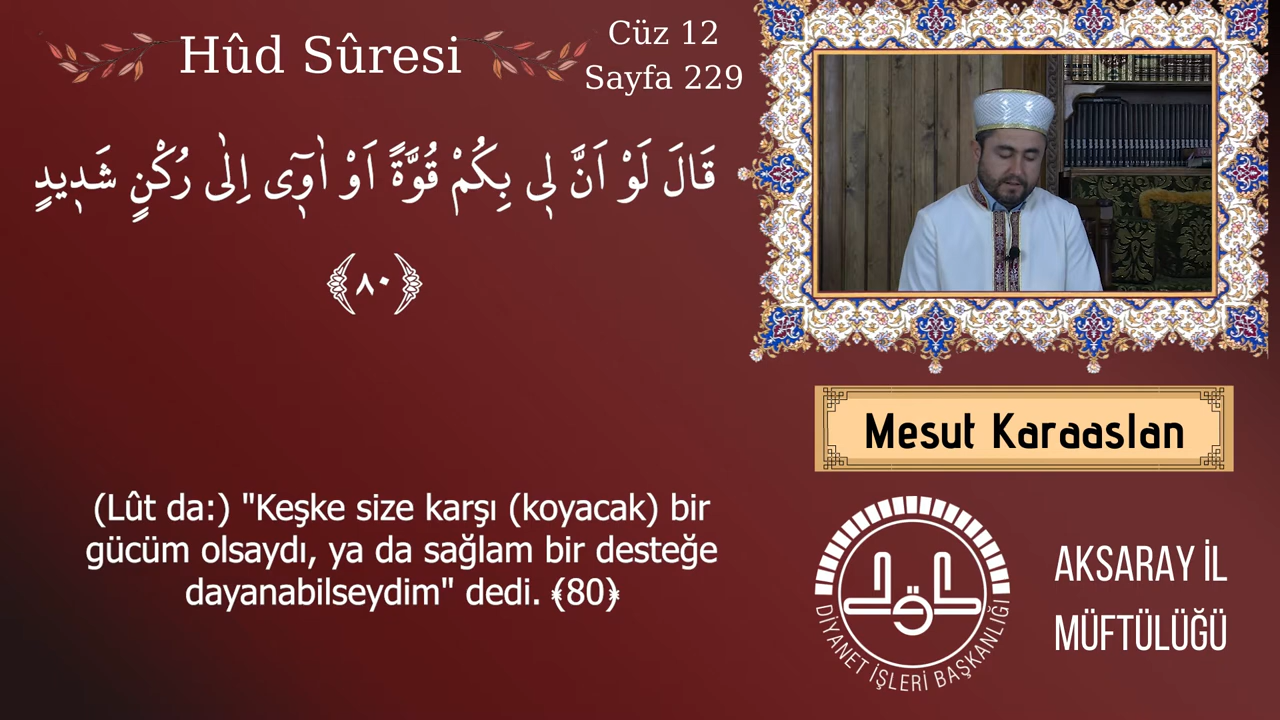 Hûd Sûresi
Cüz 12
Sayfa 229
قَالَ لَوْ اَنَّ لٖي بِكُمْ قُوَّةً اَوْ اٰوٖٓي اِلٰى رُكْنٍ شَدٖيدٍ
﴿٨٠﴾
(Lût da:) "Keşke size karşı (koyacak) bir
gücüm olsaydı, ya da sağlam bir desteğe
dayanabilseydim" dedi. ﴾80﴿
Mesut Karaaslan
DİYANET İŞLERİ BAŞKANLIĞI
AKSARAY İL
MÜFTÜLÜĞÜ